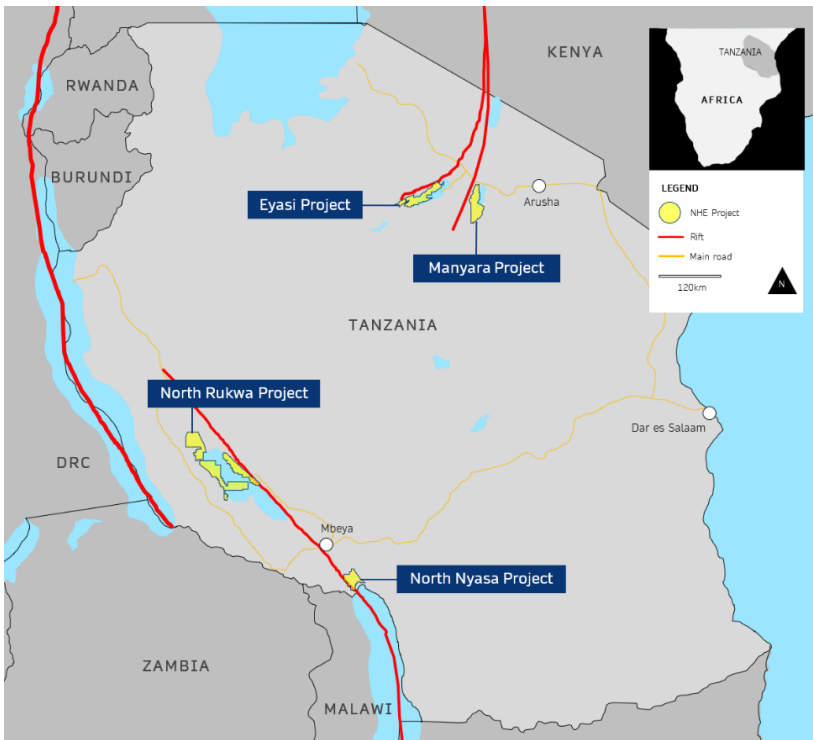 KENYA
RWANDA
BURUNDI
Eyasi Project
Arusha
Manyara Project
TANZANIA
North Rukwa Project
Dar es Salaam
DRC
Mbeya
North Nyasa Project
ZAMBIA
MALAWI
TANZANIA
AFRICA
LEGEND
NHE Project
Rift
Main road
120km
N